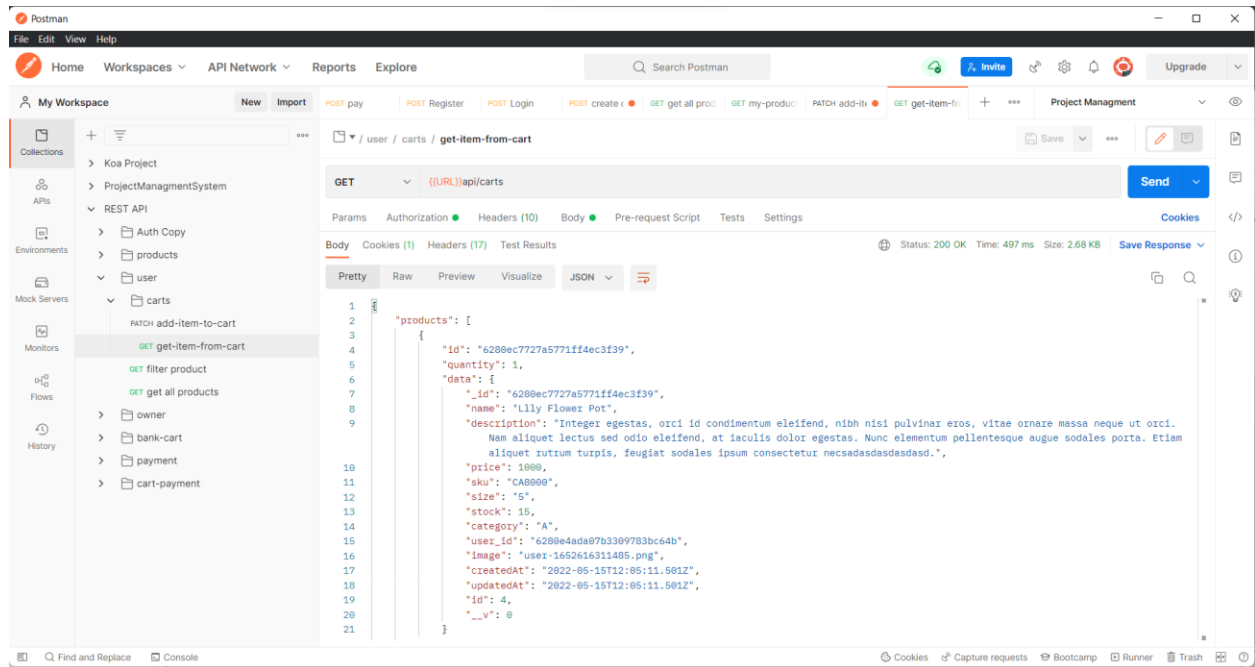 Postman
File Edit View Help
Home Workspaces API Network Reports Explore Search Postman Invite Upgrade
My Workspace New Import POST pay POST Register POST Login POST create c GET get all prod GET my-produc PATCH add-ite GET get-item-fr Project Managment
Collections
APIs
Environments
Mock Servers
Monitors
Flows
History
Koa Project
ProjectManagmentSystem
REST API
Auth Copy
products
user
carts
PATCH add-item-to-cart
GET get-item-from-cart
GET filter product
GET get all products
owner
bank-cart
payment
cart-payment
/ user / carts / get-item-from-cart Save
GET {{URL}}api/carts Send
Params Authorization Headers (10) Body Pre-request Script Tests Settings Cookies
Body Cookies (1) Headers (17) Test Results Status: 200 OK Time: 497 ms Size: 2.68 KB Save Response
Pretty Raw Preview Visualize JSON
1 {
2 "products": [
3 {
4 "id": "6280ec7727a5771ff4ec3f39",
5 "quantity": 1,
6 "data": {
7 "_id": "6280ec7727a5771ff4ec3f39",
8 "name": "Llly Flower Pot",
9 "description": "Integer egestas, orci id condimentum eleifend, nibh nisi pulvinar eros, vitae ornare massa neque ut orci.
Nam aliquet lectus sed odio eleifend, at iaculis dolor egestas. Nunc elementum pellentesque augue sodales porta. Etiam
aliquet rutrum turpis, feugiat sodales ipsum consectetur necsadasdasdasdasd.",
10 "price": 1000,
11 "sku": "CA8000",
12 "size": "5",
13 "stock": 15,
14 "category": "A",
15 "user_id": "6280e4ada07b3309783bc64b",
16 "image": "user-1652616311485.png",
17 "createdAt": "2022-05-15T12:05:11.501Z",
18 "updatedAt": "2022-05-15T12:05:11.501Z",
19 "id": 4,
20 "__v": 0
21 }
Find and Replace Console Cookies Capture requests Bootcamp Runner Trash